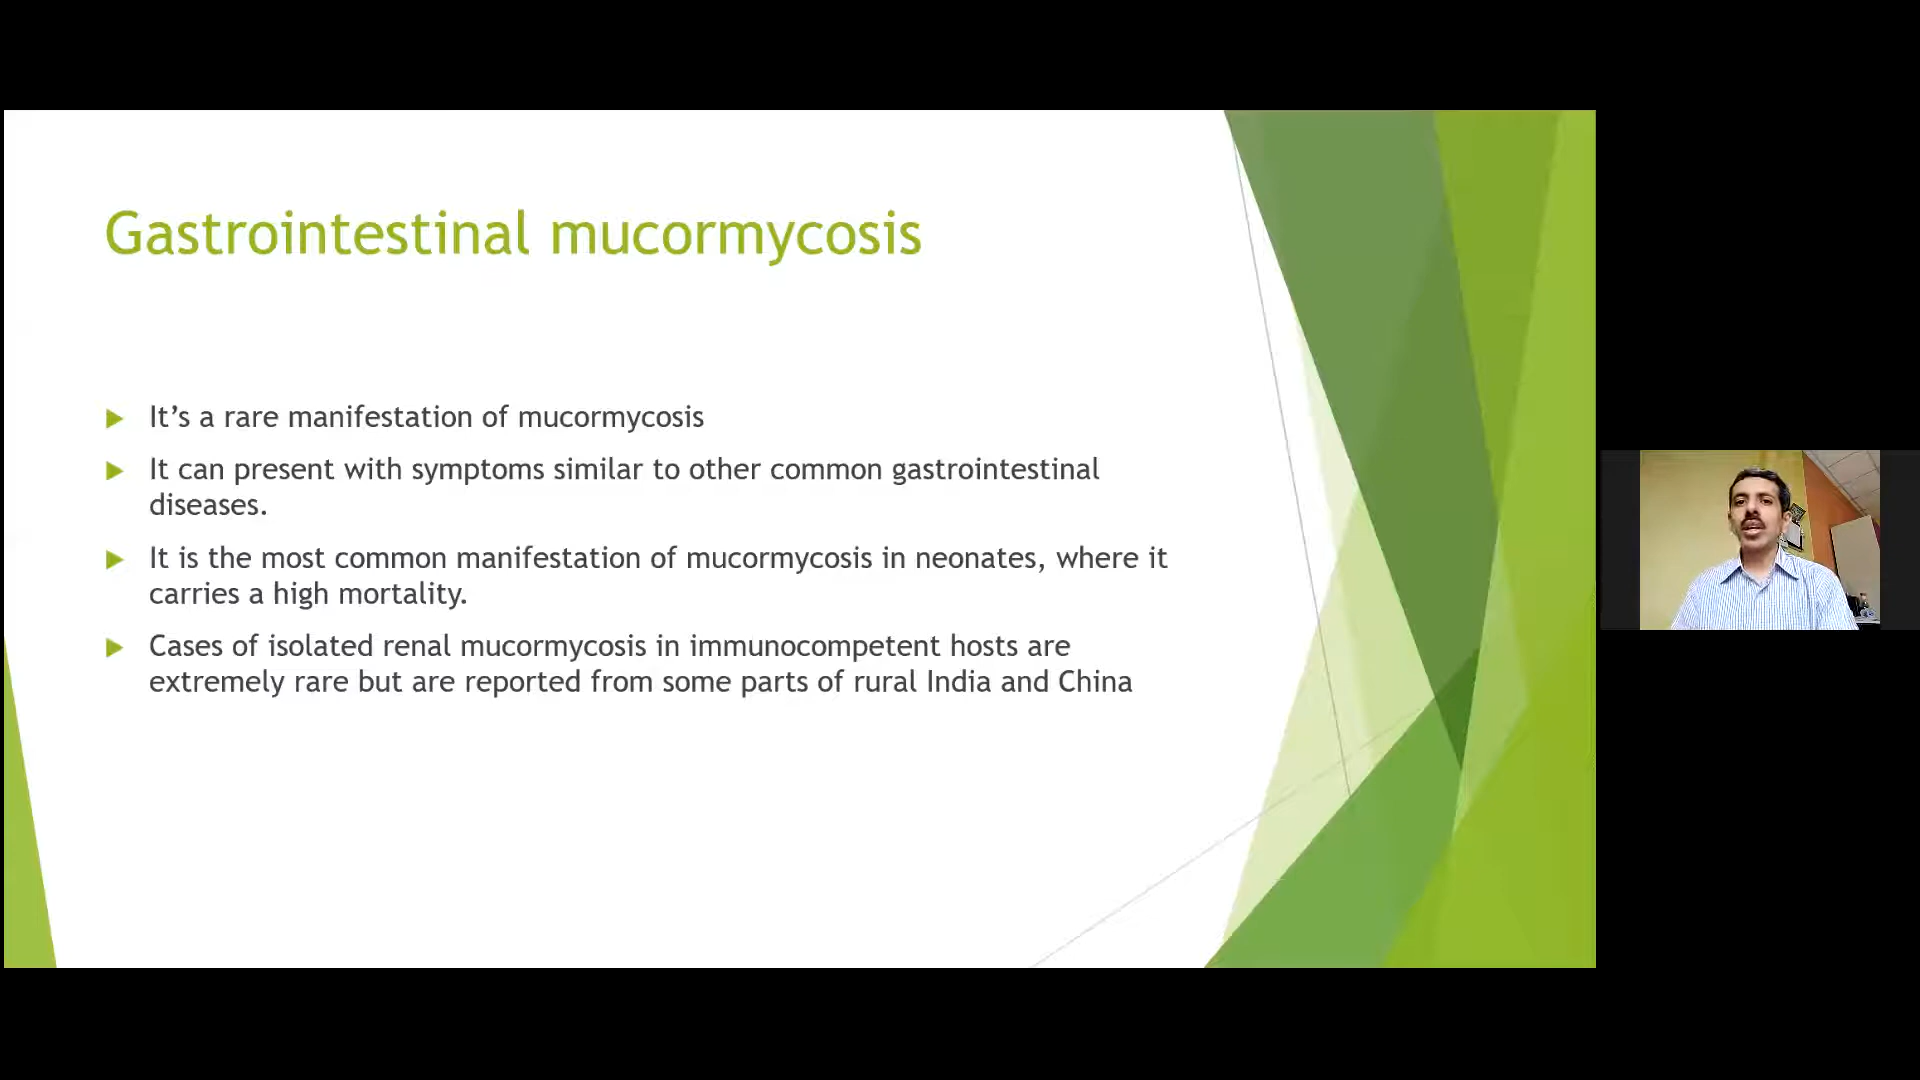 Gastrointestinal mucormycosis
It’s a rare manifestation of mucormycosis
It can present with symptoms similar to other common gastrointestinal
diseases.
It is the most common manifestation of mucormycosis in neonates, where it
carries a high mortality.
Cases of isolated renal mucormycosis in immunocompetent hosts are
extremely rare but are reported from some parts of rural India and China